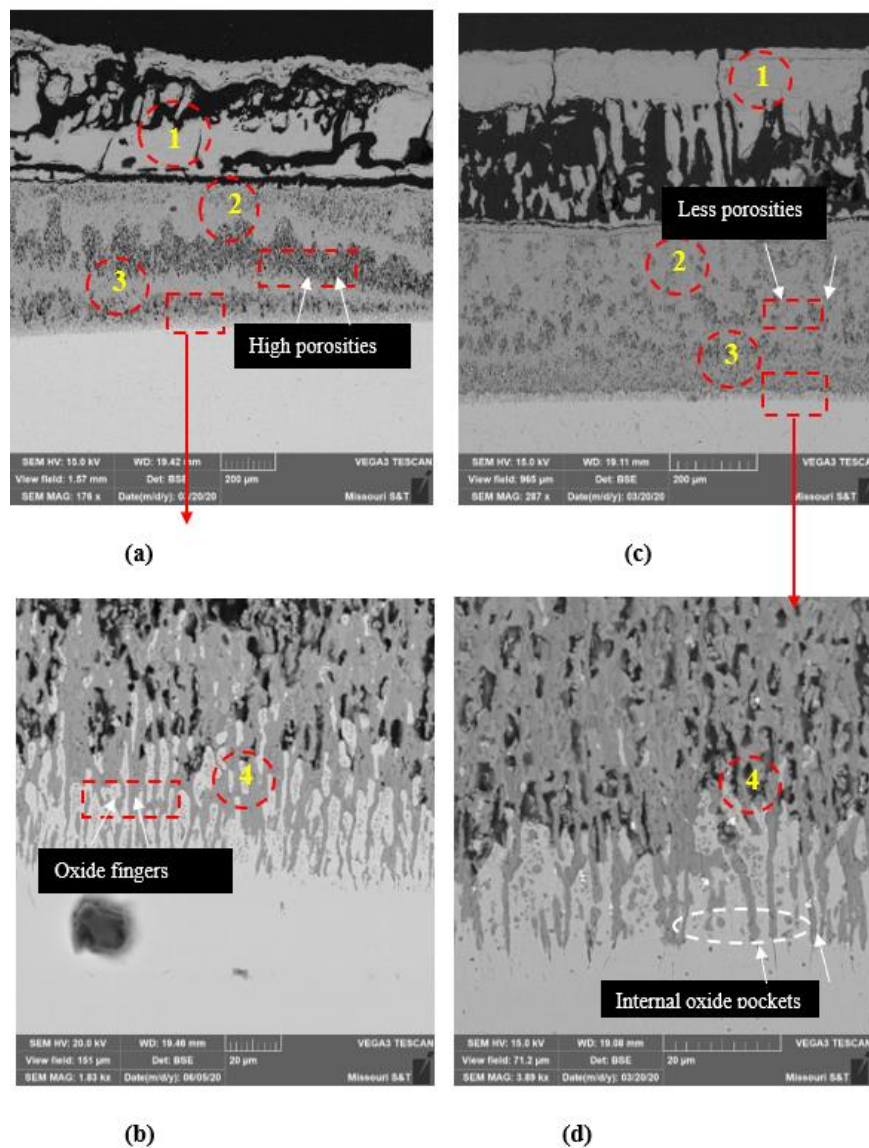 1
2
3
High porosities
SEM HV: 15.0 kV WD: 19.42 mm VEGA3 TESCAN
View field: 1.57 mm Det: BSE 200 µm
SEM MAG: 176 x Date(m/d/y): 03/20/20 Missouri S&T
(a)
1
Less porosities
2
3
SEM HV: 15.0 kV WD: 19.11 mm VEGA3 TESCAN
View field: 965 µm Det: BSE 200 µm
SEM MAG: 287 x Date(m/d/y): 03/20/20 Missouri S&T
(c)
4
Oxide fingers
SEM HV: 20.0 kV WD: 19.46 mm VEGA3 TESCAN
View field: 151 µm Det: BSE 20 µm
SEM MAG: 1.83 kx Date(m/d/y): 06/05/20 Missouri S&T
(b)
4
Internal oxide pockets
SEM HV: 15.0 kV WD: 19.08 mm VEGA3 TESCAN
View field: 71.2 µm Det: BSE 20 µm
SEM MAG: 3.89 kx Date(m/d/y): 03/20/20 Missouri S&T
(d)